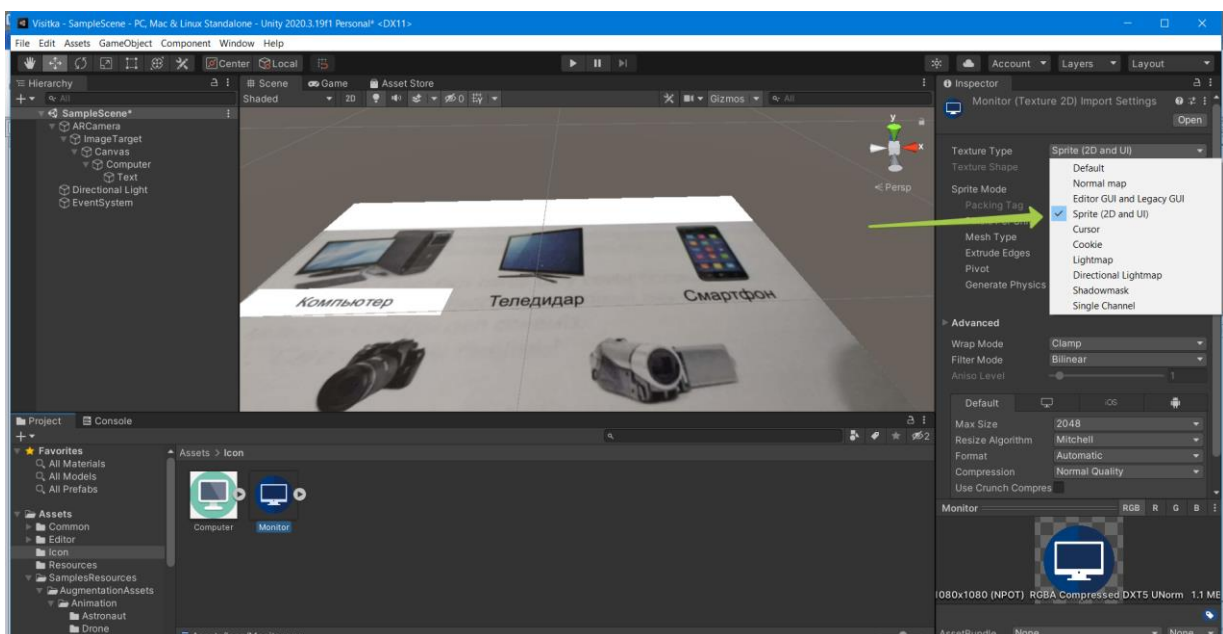 Visitka - SampleScene - PC, Mac & Linux Standalone - Unity 2020.3.19f1 Personal* <DX11>
File Edit Assets GameObject Component Window Help
Center Local Account Layers Layout
Hierarchy Scene Game Asset Store Inspector
All Shaded 2D 0 Gizmos All
Monitor (Texture 2D) Import Settings
Open
SampleScene*
ARCamera
ImageTarget
Canvas
Computer
Text
Directional Light
EventSystem
y
x
Persp
Компьютер
Теледидар
Смартфон
Texture Type Sprite (2D and UI)
Texture Shape
Sprite Mode
Packing Tag
Mesh Type
Extrude Edges
Pivot
Generate Physics
Default
Normal map
Editor GUI and Legacy GUI
Sprite (2D and UI)
Cursor
Cookie
Lightmap
Directional Lightmap
Shadowmask
Single Channel
Advanced
Wrap Mode Clamp
Filter Mode Bilinear
Aniso Level 1
Default iOS
Max Size 2048
Resize Algorithm Mitchell
Format Automatic
Compression Normal Quality
Use Crunch Compres
Monitor RGB R G B
1080x1080 (NPOT) RGBA Compressed DXT5 UNorm 1.1 ME
AssetBundle None None
Project Console
2
Favorites
All Materials
All Models
All Prefabs
Assets
Common
Editor
Icon
Resources
SamplesResources
AugmentationAssets
Animation
Astronaut
Drone
Assets > Icon
Computer Monitor